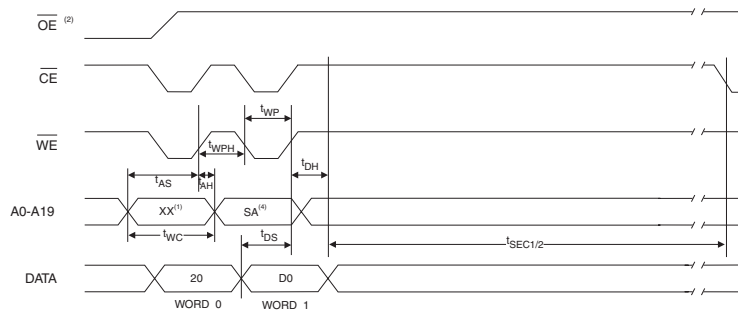 OE (2)
CE
tWP
WE
tWPH
tDH
tAS
tAH
A0-A19
XX(1)
SA(4)
tWC
tDS
tSEC1/2
DATA
20
D0
WORD 0
WORD 1